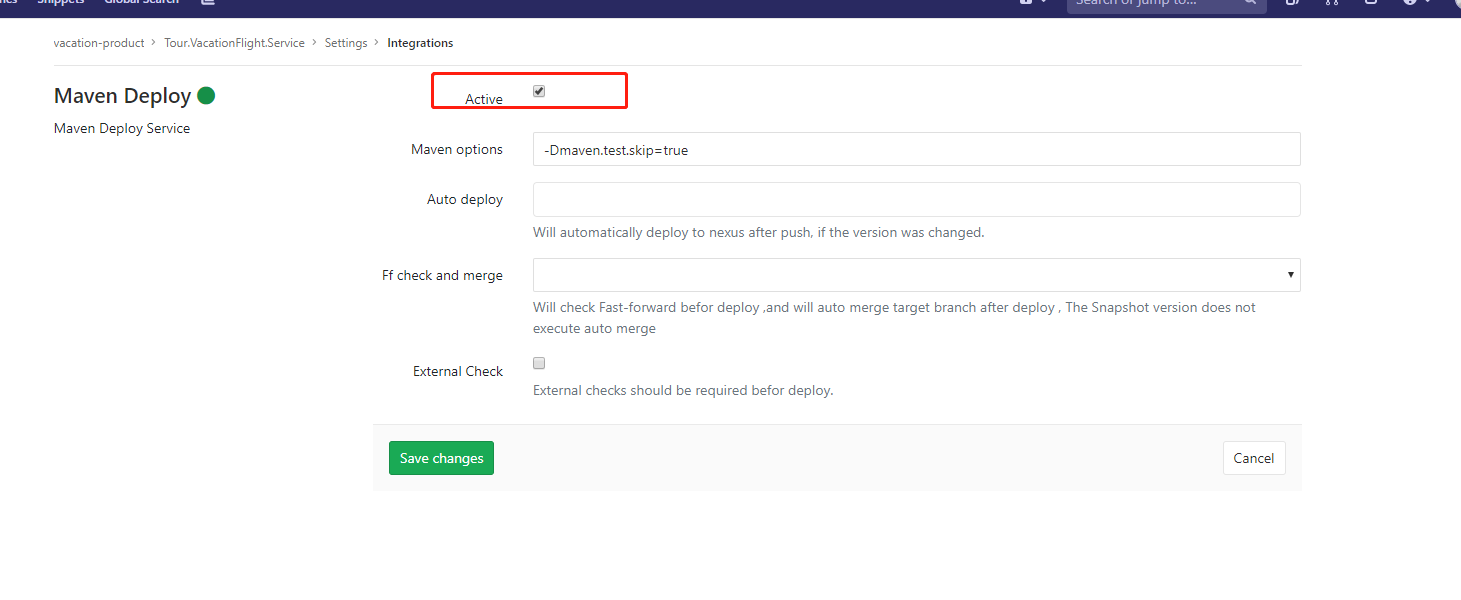 Snippets Global Search Search or jump to...
vacation-product > Tour.VacationFlight.Service > Settings > Integrations
Maven Deploy
Maven Deploy Service
Active
Maven options
-Dmaven.test.skip=true
Auto deploy
Will automatically deploy to nexus after push, if the version was changed.
Ff check and merge
Will check Fast-forward befor deploy ,and will auto merge target branch after deploy , The Snapshot version does not
execute auto merge
External Check
External checks should be required befor deploy.
Save changes
Cancel